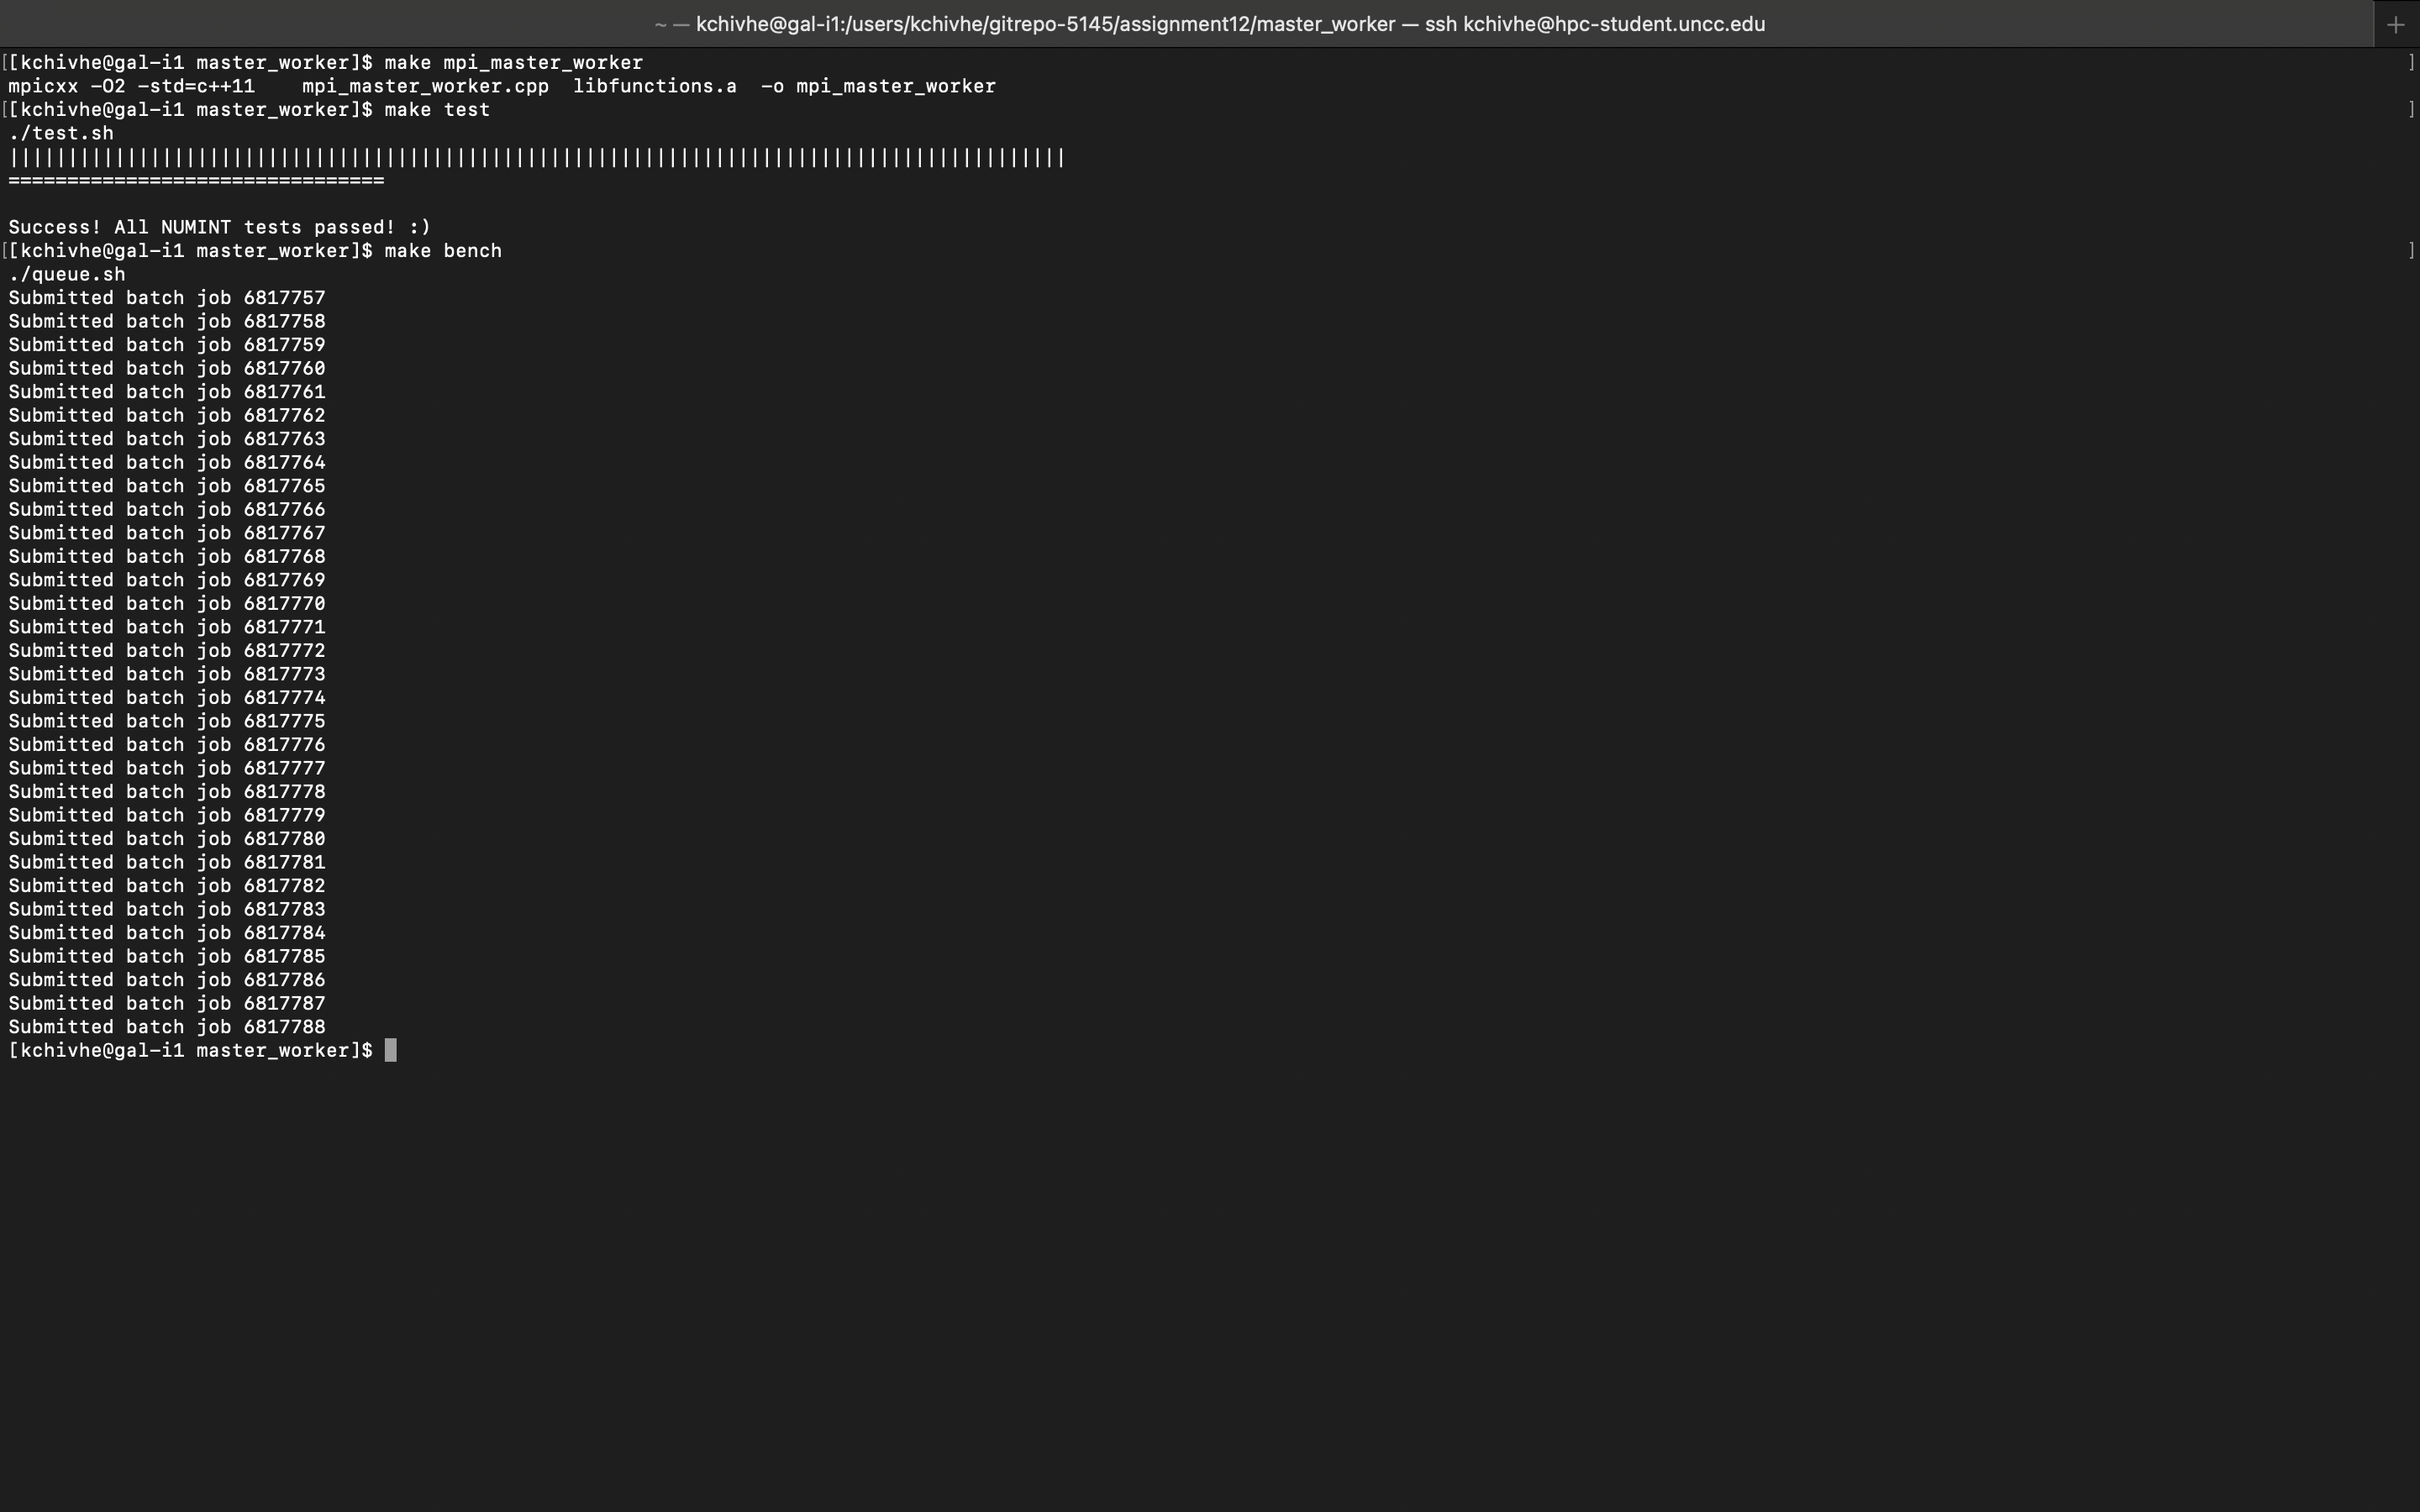 ~ — kchivhe@gal-i1:/users/kchivhe/gitrepo-5145/assignment12/master_worker — ssh kchivhe@hpc-student.uncc.edu
[[kchivhe@gal-i1 master_worker]$ make mpi_master_worker ]
mpicxx -O2 -std=c++11    mpi_master_worker.cpp  libfunctions.a  -o mpi_master_worker
[[kchivhe@gal-i1 master_worker]$ make test ]
./test.sh
||||||||||||||||||||||||||||||||||||||||||||||||||||||||||||||||||||||||||||||||||||||||||
================================
Success! All NUMINT tests passed! :)
[[kchivhe@gal-i1 master_worker]$ make bench ]
./queue.sh
Submitted batch job 6817757
Submitted batch job 6817758
Submitted batch job 6817759
Submitted batch job 6817760
Submitted batch job 6817761
Submitted batch job 6817762
Submitted batch job 6817763
Submitted batch job 6817764
Submitted batch job 6817765
Submitted batch job 6817766
Submitted batch job 6817767
Submitted batch job 6817768
Submitted batch job 6817769
Submitted batch job 6817770
Submitted batch job 6817771
Submitted batch job 6817772
Submitted batch job 6817773
Submitted batch job 6817774
Submitted batch job 6817775
Submitted batch job 6817776
Submitted batch job 6817777
Submitted batch job 6817778
Submitted batch job 6817779
Submitted batch job 6817780
Submitted batch job 6817781
Submitted batch job 6817782
Submitted batch job 6817783
Submitted batch job 6817784
Submitted batch job 6817785
Submitted batch job 6817786
Submitted batch job 6817787
Submitted batch job 6817788
[kchivhe@gal-i1 master_worker]$